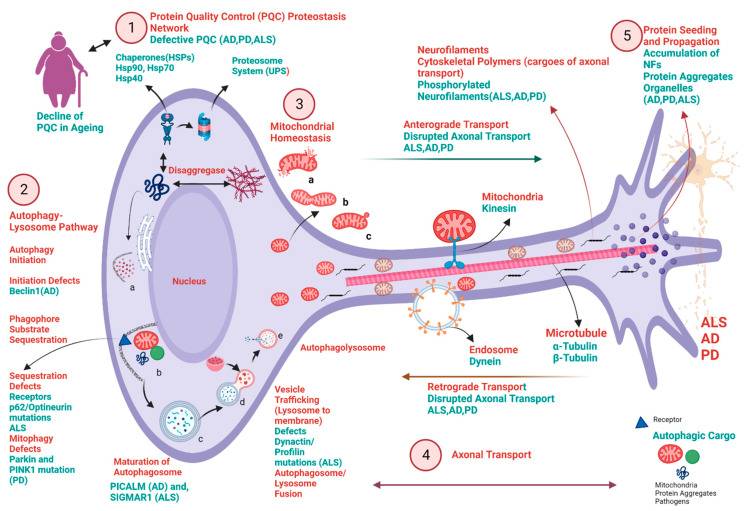 1
Protein Quality Control (PQC) Proteostasis
Network
Defective PQC (AD,PD,ALS)
Chaperones(HSPs)
Hsp90, Hsp70
Hsp40
Proteosome
System (UPS)
Decline of
PQC in Ageing
Disaggregase
2
Autophagy-
Lysosome Pathway
Autophagy
Initiation
Initiation Defects
Beclin1(AD)
Phagophore
Substrate
Sequestration
Sequestration
Defects
Receptors
p62/Optineurin
mutations
ALS
Mitophagy
Defects
Parkin and
PINK1 mutation
(PD)
a
b
c
d
e
Nucleus
Maturation of
Autophagosome
PICALM (AD) and,
SIGMAR1 (ALS)
Autophagolysosome
Vesicle
Trafficking
(Lysosome to
membrane)
Defects
Dynactin/
Profilin
mutations (ALS)
Autophagosome/
Lysosome
Fusion
3
Mitochondrial
Homeostasis
a
b
c
Neurofilaments
Cytoskeletal Polymers (cargoes of axonal
transport)
Phosphorylated
Neurofilaments(ALS,AD,PD)
Anterograde Transport
Disrupted Axonal Transport
ALS,AD,PD
Mitochondria
Kinesin
Endosome
Dynein
Microtubule
α-Tubulin
β-Tubulin
Retrograde Transport
Disrupted Axonal Transport
ALS,AD,PD
4
Axonal Transport
5
Protein Seeding
and Propagation
Accumulation of
NFs
Protein Aggregates
Organelles
(AD,PD,ALS)
ALS
AD
PD
Receptor
Autophagic Cargo
Mitochondria
Protein Aggregates
Pathogens